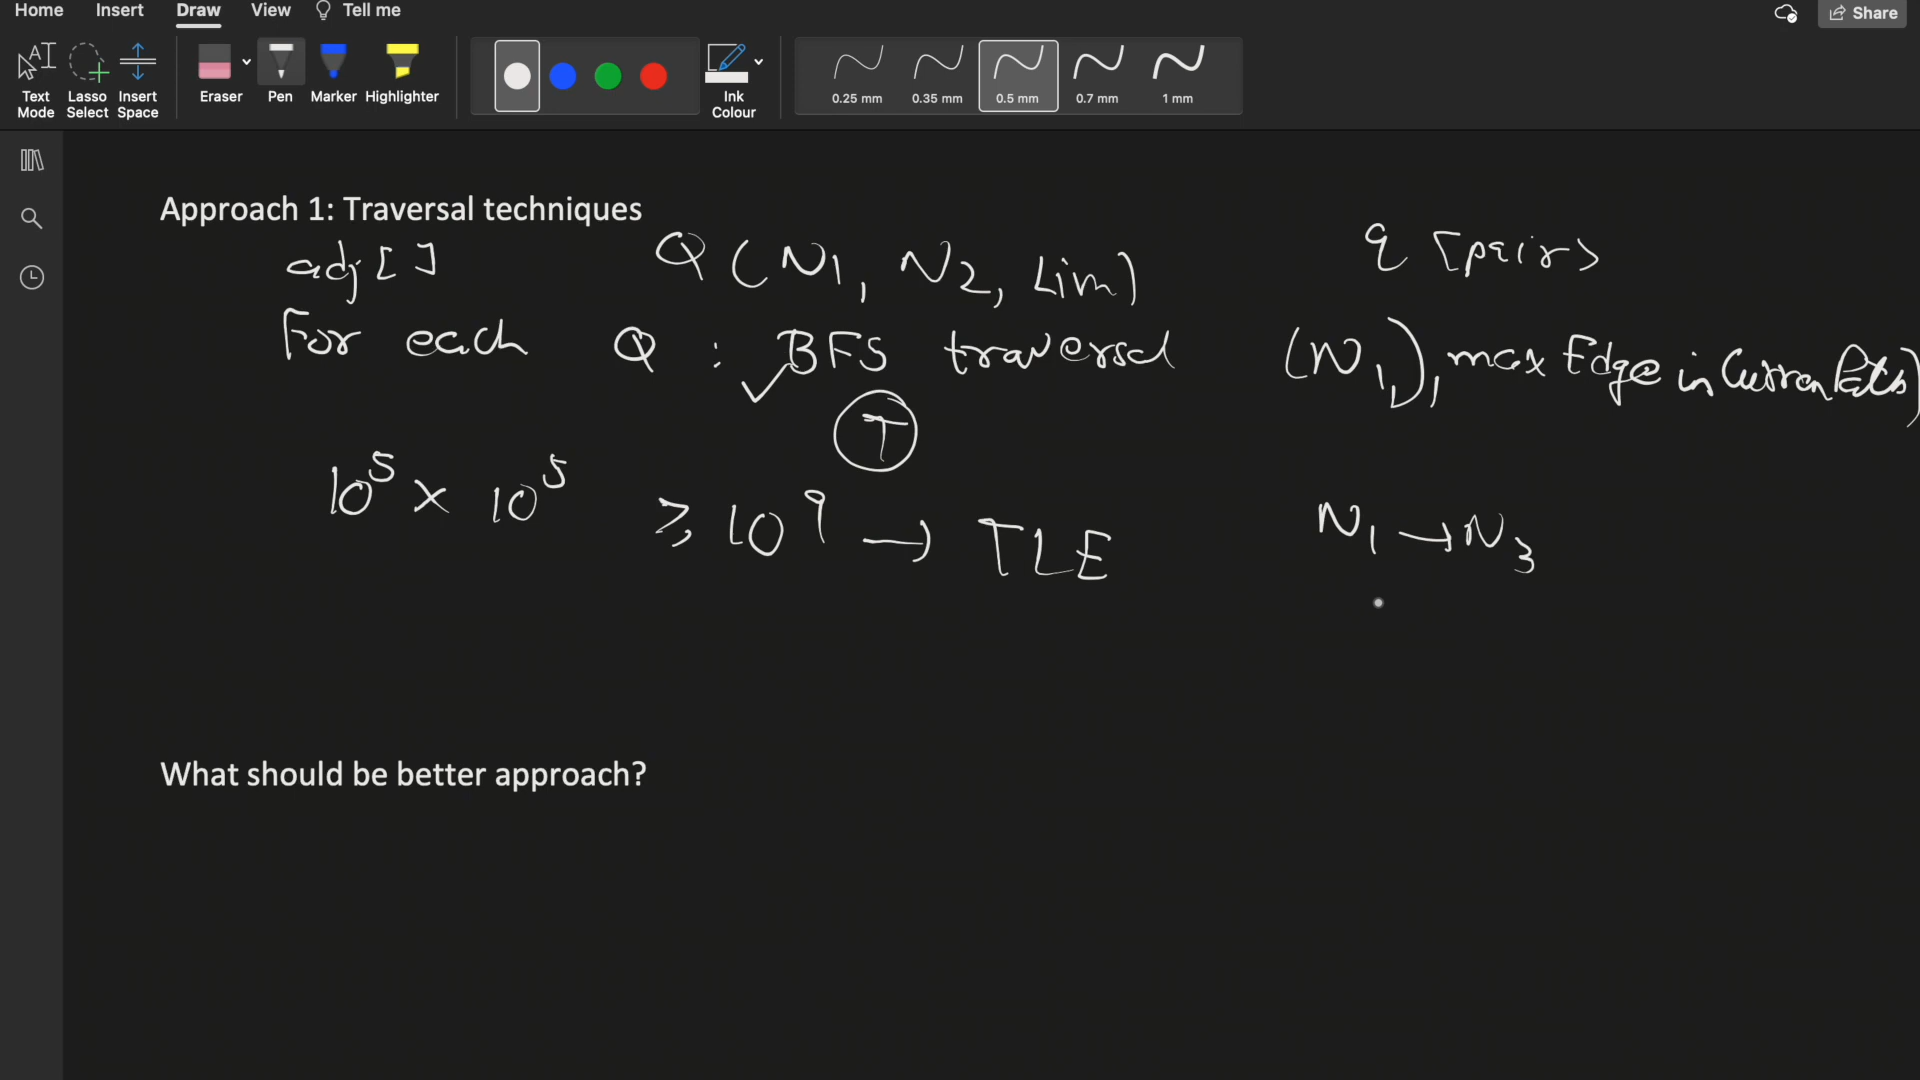 Home Insert Draw View Tell me Share
Text Mode
Lasso Select
Insert Space
Eraser
Pen
Marker
Highlighter
Ink Colour
0.25 mm 0.35 mm 0.5 mm 0.7 mm 1 mm
Approach 1: Traversal techniques
adj [ ] Q (N1, N2, Lim) q [pair>
For each Q : BFS traversal (N1), max Edge in
T
10^5 × 10^5 ≥ 10^9 → TLE N1 → N3
What should be better approach?